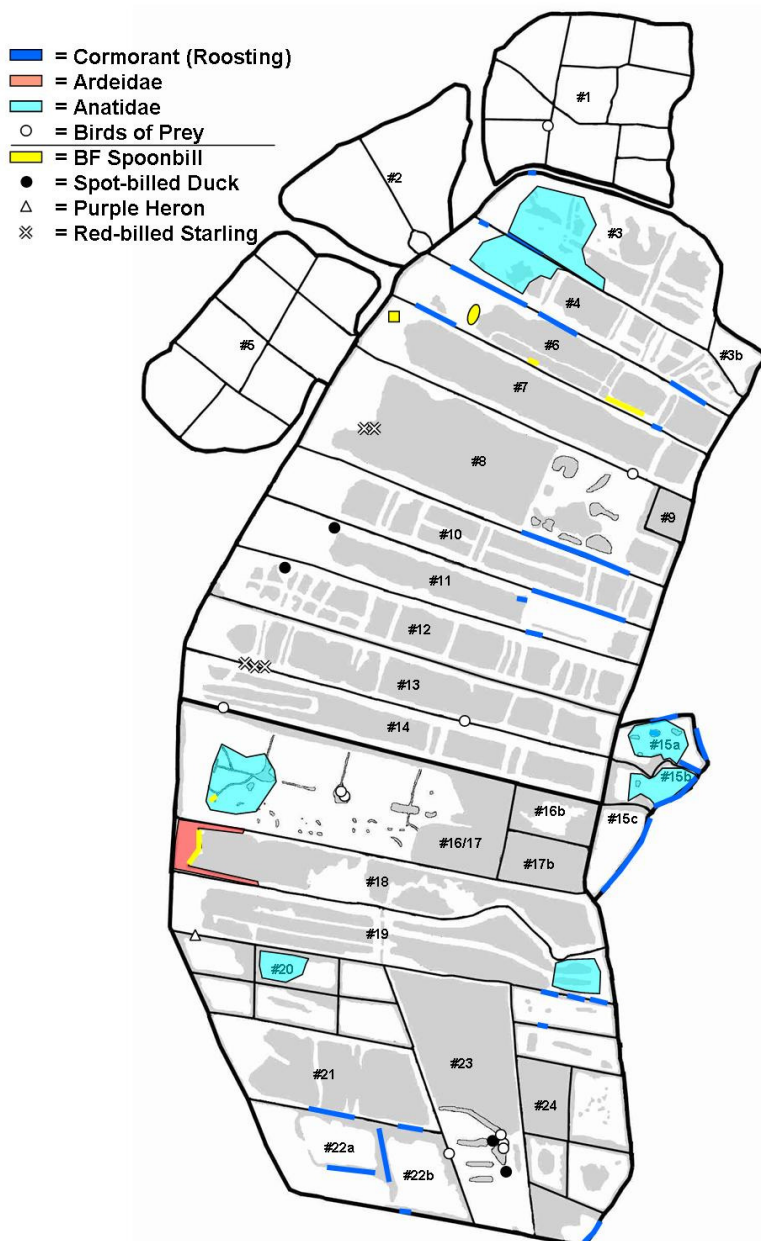 = Cormorant (Roosting)
= Ardeidae
= Anatidae
= Birds of Prey
= BF Spoonbill
= Spot-billed Duck
= Purple Heron
= Red-billed Starling
#1
#2
#3
#4
#5
#6
#3b
#7
#8
#9
#10
#11
#12
#13
#14
#15a
#15b
#15c
#16b
#16/17
#17b
#18
#19
#20
#21
#23
#24
#22a
#22b